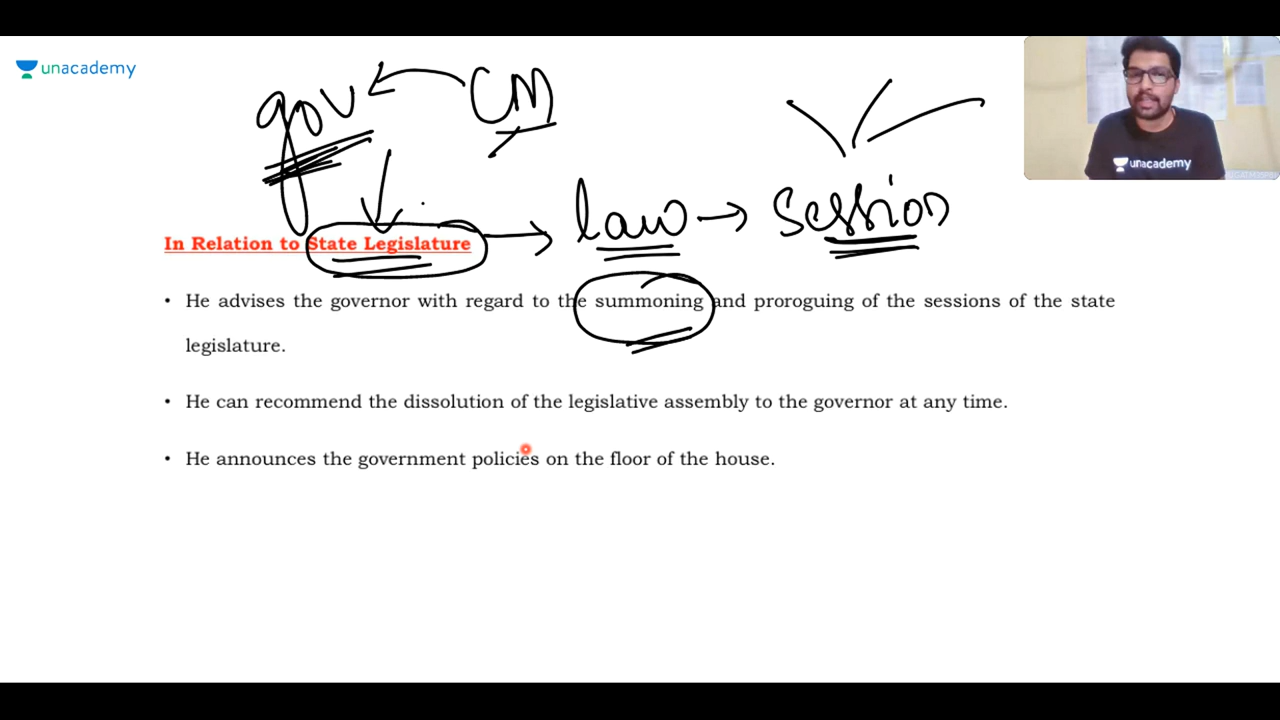 unacademy
gov ← CM
unacademy
law → session
In Relation to State Legislature
• He advises the governor with regard to the summoning and proroguing of the sessions of the state
legislature.
• He can recommend the dissolution of the legislative assembly to the governor at any time.
• He announces the government policies on the floor of the house.